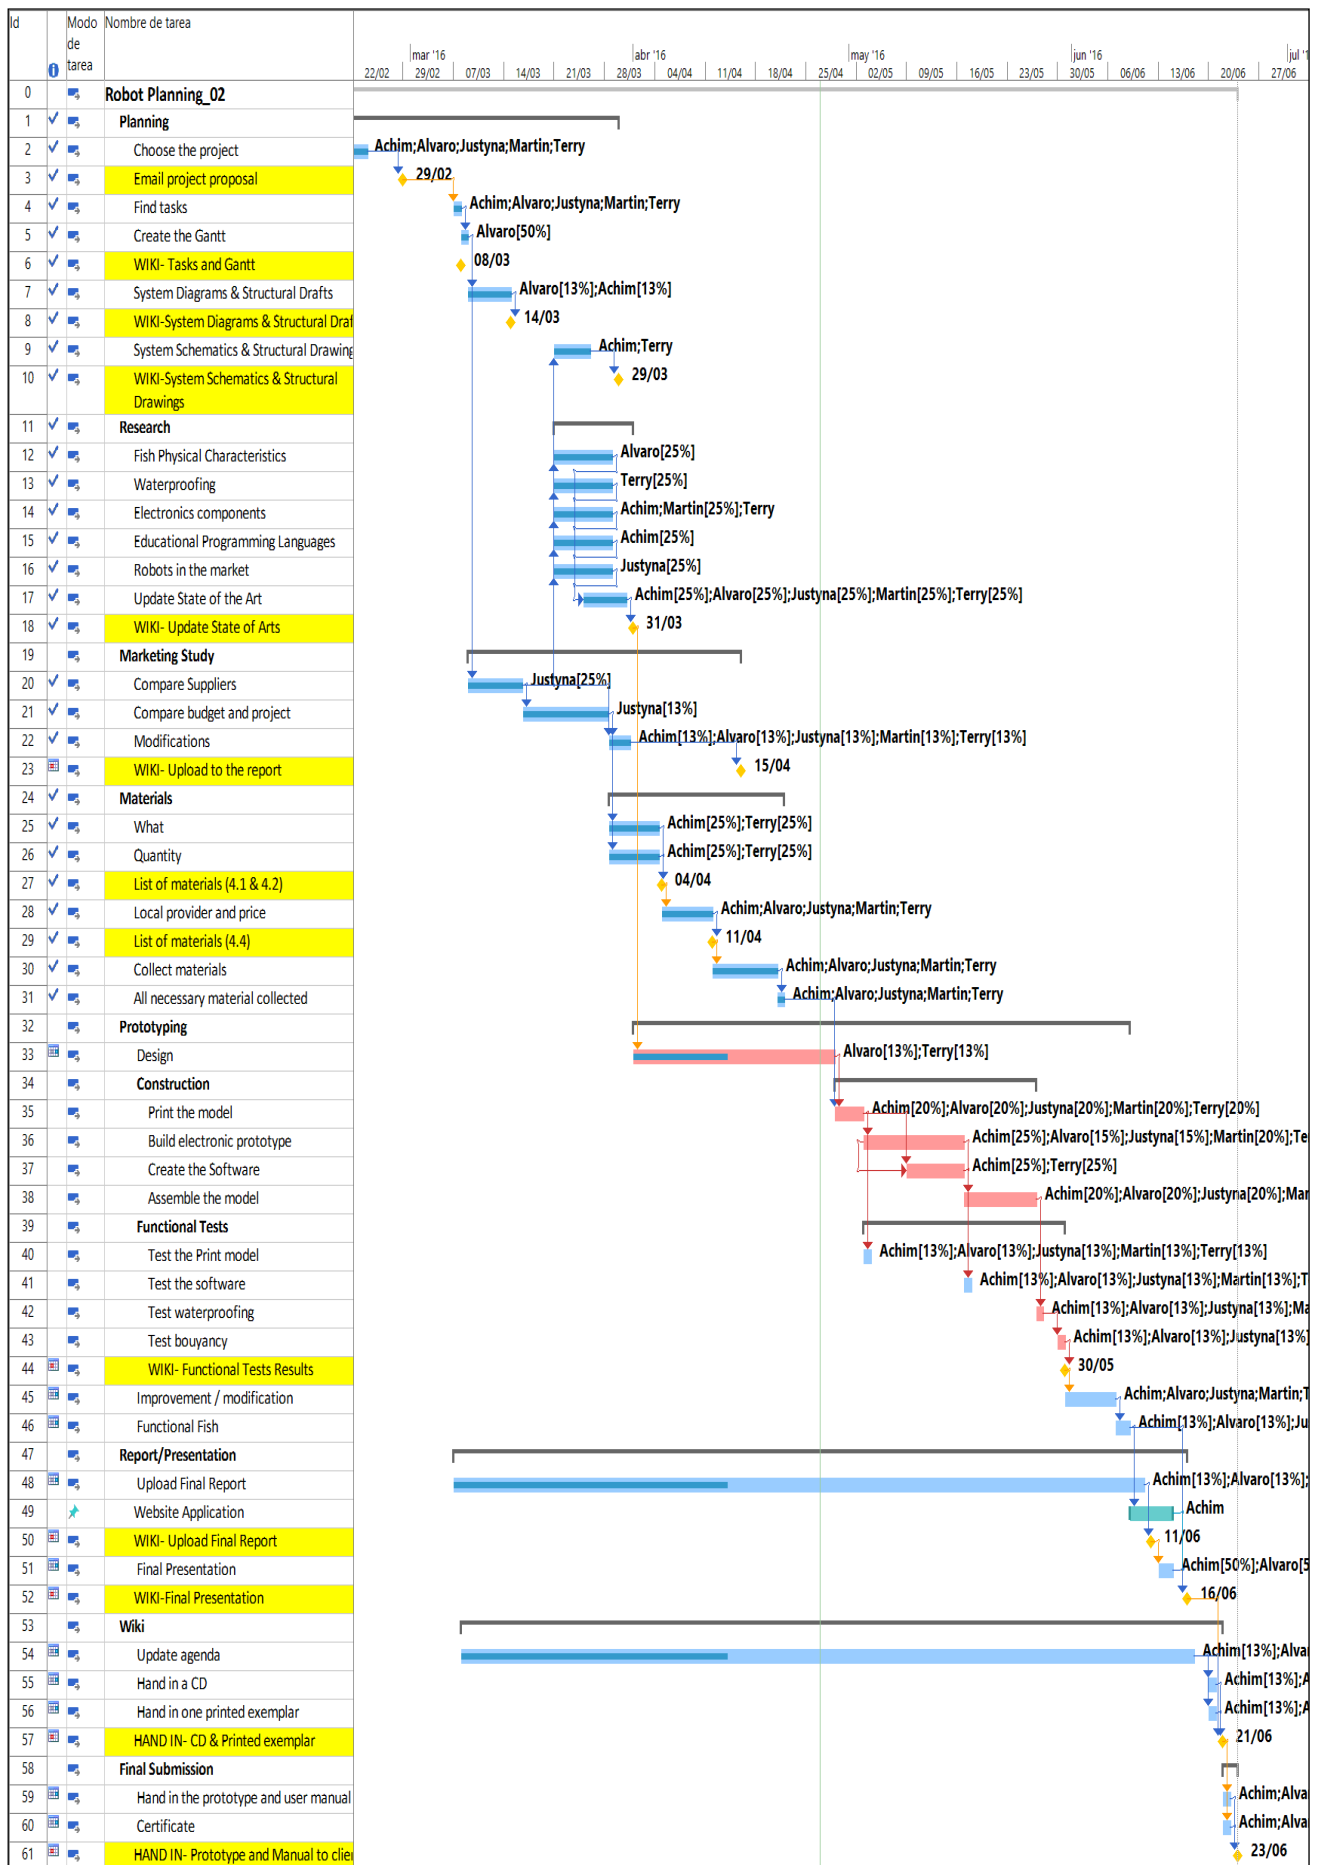 Id Modo de tarea Nombre de tarea
mar '16 abr '16 may '16 jun '16 jul '1
22/02 29/02 07/03 14/03 21/03 28/03 04/04 11/04 18/04 25/04 02/05 09/05 16/05 23/05 30/05 06/06 13/06 20/06 27/06
0 Robot Planning_02
1 Planning
2 Choose the project Achim;Alvaro;Justyna;Martin;Terry
3 Email project proposal 29/02
4 Find tasks Achim;Alvaro;Justyna;Martin;Terry
5 Create the Gantt Alvaro[50%]
6 WIKI- Tasks and Gantt 08/03
7 System Diagrams & Structural Drafts Alvaro[13%];Achim[13%]
8 WIKI-System Diagrams & Structural Draf 14/03
9 System Schematics & Structural Drawing Achim;Terry
10 WIKI-System Schematics & Structural 29/03
Drawings
11 Research
12 Fish Physical Characteristics Alvaro[25%]
13 Waterproofing Terry[25%]
14 Electronics components Achim;Martin[25%];Terry
15 Educational Programming Languages Achim[25%]
16 Robots in the market Justyna[25%]
17 Update State of the Art Achim[25%];Alvaro[25%];Justyna[25%];Martin[25%];Terry[25%]
18 WIKI- Update State of Arts 31/03
19 Marketing Study
20 Compare Suppliers Justyna[25%]
21 Compare budget and project Justyna[13%]
22 Modifications Achim[13%];Alvaro[13%];Justyna[13%];Martin[13%];Terry[13%]
23 WIKI- Upload to the report 15/04
24 Materials
25 What Achim[25%];Terry[25%]
26 Quantity Achim[25%];Terry[25%]
27 List of materials (4.1 & 4.2) 04/04
28 Local provider and price Achim;Alvaro;Justyna;Martin;Terry
29 List of materials (4.4) 11/04
30 Collect materials Achim;Alvaro;Justyna;Martin;Terry
31 All necessary material collected Achim;Alvaro;Justyna;Martin;Terry
32 Prototyping
33 Design Alvaro[13%];Terry[13%]
34 Construction
35 Print the model Achim[20%];Alvaro[20%];Justyna[20%];Martin[20%];Terry[20%]
36 Build electronic prototype Achim[25%];Alvaro[15%];Justyna[15%];Martin[20%];Te
37 Create the Software Achim[25%];Terry[25%]
38 Assemble the model Achim[20%];Alvaro[20%];Justyna[20%];Mar
39 Functional Tests
40 Test the Print model Achim[13%];Alvaro[13%];Justyna[13%];Martin[13%];Terry[13%]
41 Test the software Achim[13%];Alvaro[13%];Justyna[13%];Martin[13%];T
42 Test waterproofing Achim[13%];Alvaro[13%];Justyna[13%];Ma
43 Test bouyancy Achim[13%];Alvaro[13%];Justyna[13%]
44 WIKI- Functional Tests Results 30/05
45 Improvement / modification Achim;Alvaro;Justyna;Martin;T
46 Functional Fish Achim[13%];Alvaro[13%];Ju
47 Report/Presentation
48 Upload Final Report Achim[13%];Alvaro[13%];
49 Website Application Achim
50 WIKI- Upload Final Report 11/06
51 Final Presentation Achim[50%];Alvaro[5
52 WIKI-Final Presentation 16/06
53 Wiki
54 Update agenda Achim[13%];Alva
55 Hand in a CD Achim[13%];A
56 Hand in one printed exemplar Achim[13%];A
57 HAND IN- CD & Printed exemplar 21/06
58 Final Submission
59 Hand in the prototype and user manual Achim;Alva
60 Certificate Achim;Alva
61 HAND IN- Prototype and Manual to clie 23/06